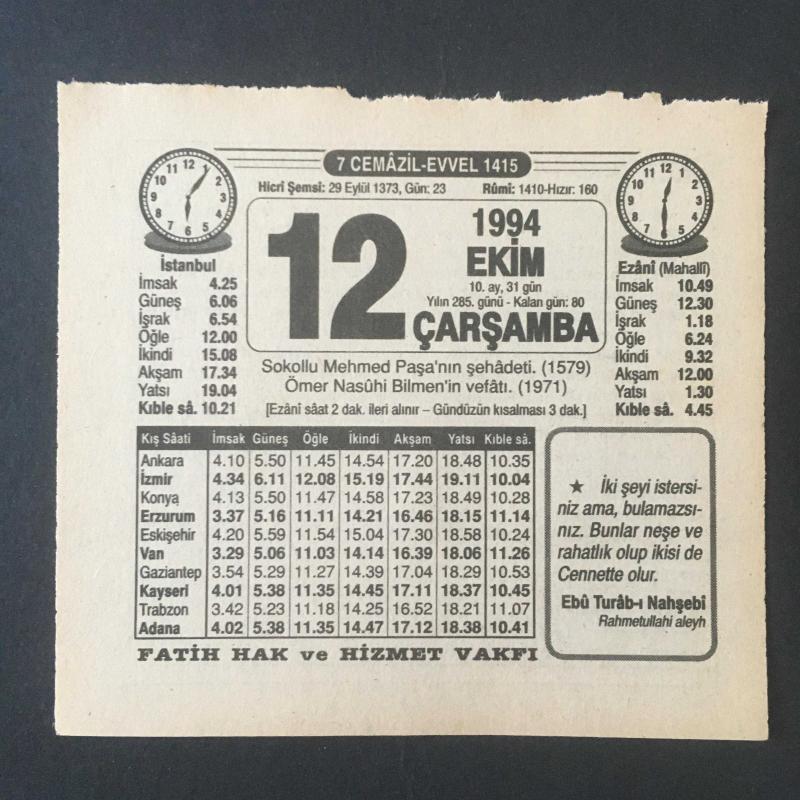 7 CEMÂZİL-EVVEL 1415
Hicrî Şemsî: 29 Eylül 1373, Gün: 23 Rûmî: 1410-Hızır: 160
12
1994
EKİM
10. ay, 31 gün
Yılın 285. günü - Kalan gün: 80
ÇARŞAMBA
İstanbul
İmsak 4.25
Güneş 6.06
İşrak 6.54
Öğle 12.00
İkindi 15.08
Akşam 17.34
Yatsı 19.04
Kıble sâ. 10.21
Ezânî (Mahallî)
İmsak 10.49
Güneş 12.30
İşrak 1.18
Öğle 6.24
İkindi 9.32
Akşam 12.00
Yatsı 1.30
Kıble sâ. 4.45
Sokollu Mehmed Paşa'nın şehâdeti. (1579)
Ömer Nasûhi Bilmen'in vefâtı. (1971)
[Ezânî sâat 2 dak. ileri alınır – Gündüzün kısalması 3 dak.]
Kış Sâati İmsak Güneş Öğle İkindi Akşam Yatsı Kıble sâ.
Ankara 4.10 5.50 11.45 14.54 17.20 18.48 10.35
İzmir 4.34 6.11 12.08 15.19 17.44 19.11 10.04
Konya 4.13 5.50 11.47 14.58 17.23 18.49 10.28
Erzurum 3.37 5.16 11.11 14.21 16.46 18.15 11.14
Eskişehir 4.20 5.59 11.54 15.04 17.30 18.58 10.24
Van 3.29 5.06 11.03 14.14 16.39 18.06 11.26
Gaziantep 3.54 5.29 11.27 14.39 17.04 18.29 10.53
Kayseri 4.01 5.38 11.35 14.45 17.11 18.37 10.45
Trabzon 3.42 5.23 11.18 14.25 16.52 18.21 11.07
Adana 4.02 5.38 11.35 14.47 17.12 18.38 10.41
FATİH HAK ve HİZMET VAKFI
★ İki şeyi istersi-
niz ama, bulamazsı-
nız. Bunlar neşe ve
rahatlık olup ikisi de
Cennette olur.
Ebû Turâb-ı Nahşebî
Rahmetullahi aleyh